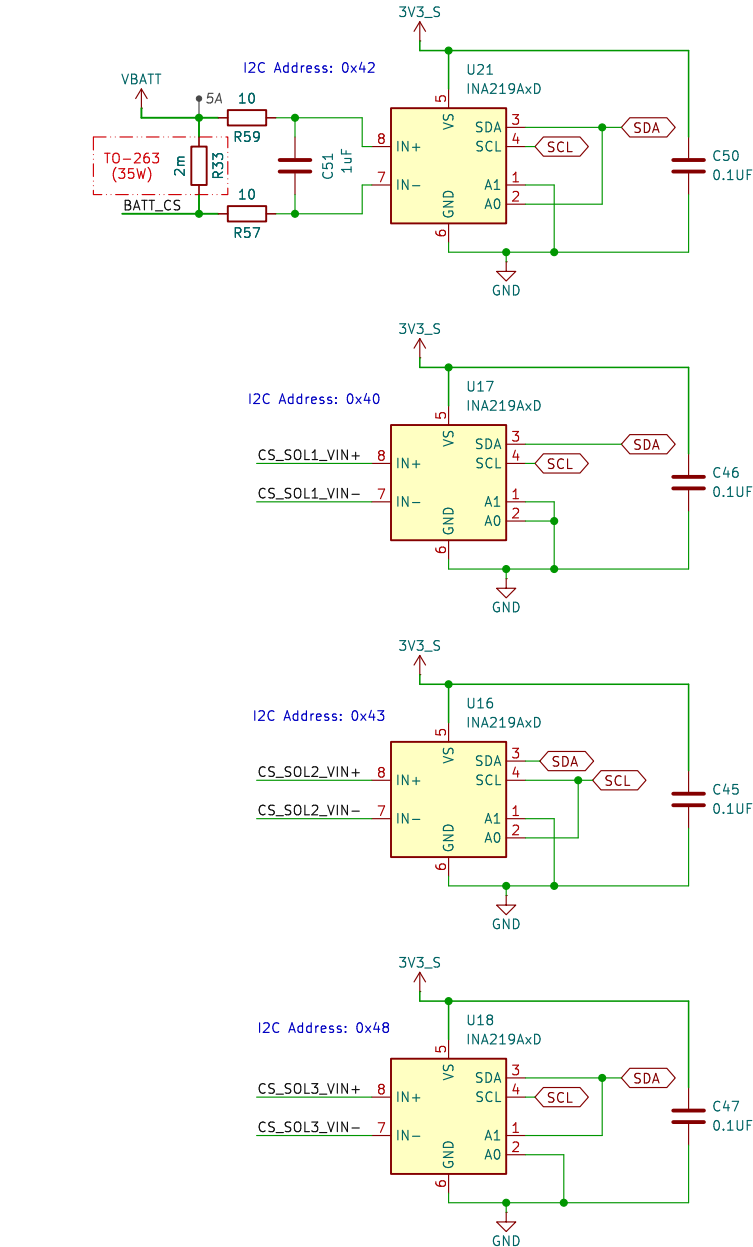 3V3_S
I2C Address: 0x42
U21
INA219AxD
VBATT
5A
10
R59
TO-263
(35W)
2m
R33
C51
1uF
BATT_CS
10
R57
5
VS
8
IN+
7
IN-
SDA
3
SDA
SCL
4
SCL
A1
1
A0
2
GND
6
C50
0.1UF
GND
3V3_S
I2C Address: 0x40
U17
INA219AxD
5
VS
CS_SOL1_VIN+
8
IN+
CS_SOL1_VIN-
7
IN-
SDA
3
SDA
SCL
4
SCL
A1
1
A0
2
GND
6
C46
0.1UF
GND
3V3_S
I2C Address: 0x43
U16
INA219AxD
5
VS
CS_SOL2_VIN+
8
IN+
CS_SOL2_VIN-
7
IN-
SDA
3
SDA
SCL
4
SCL
A1
1
A0
2
GND
6
C45
0.1UF
GND
3V3_S
I2C Address: 0x48
U18
INA219AxD
5
VS
CS_SOL3_VIN+
8
IN+
CS_SOL3_VIN-
7
IN-
SDA
3
SDA
SCL
4
SCL
A1
1
A0
2
GND
6
C47
0.1UF
GND